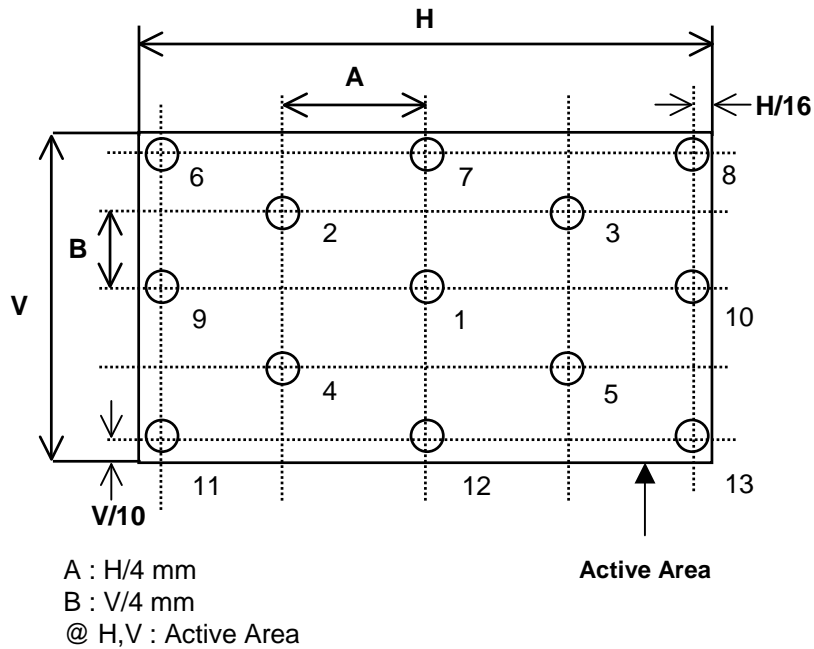 H
A
H/16
6
7
8
2
3
B
V
9
1
10
4
5
11
12
13
V/10
Active Area
A : H/4 mm
B : V/4 mm
@ H,V : Active Area